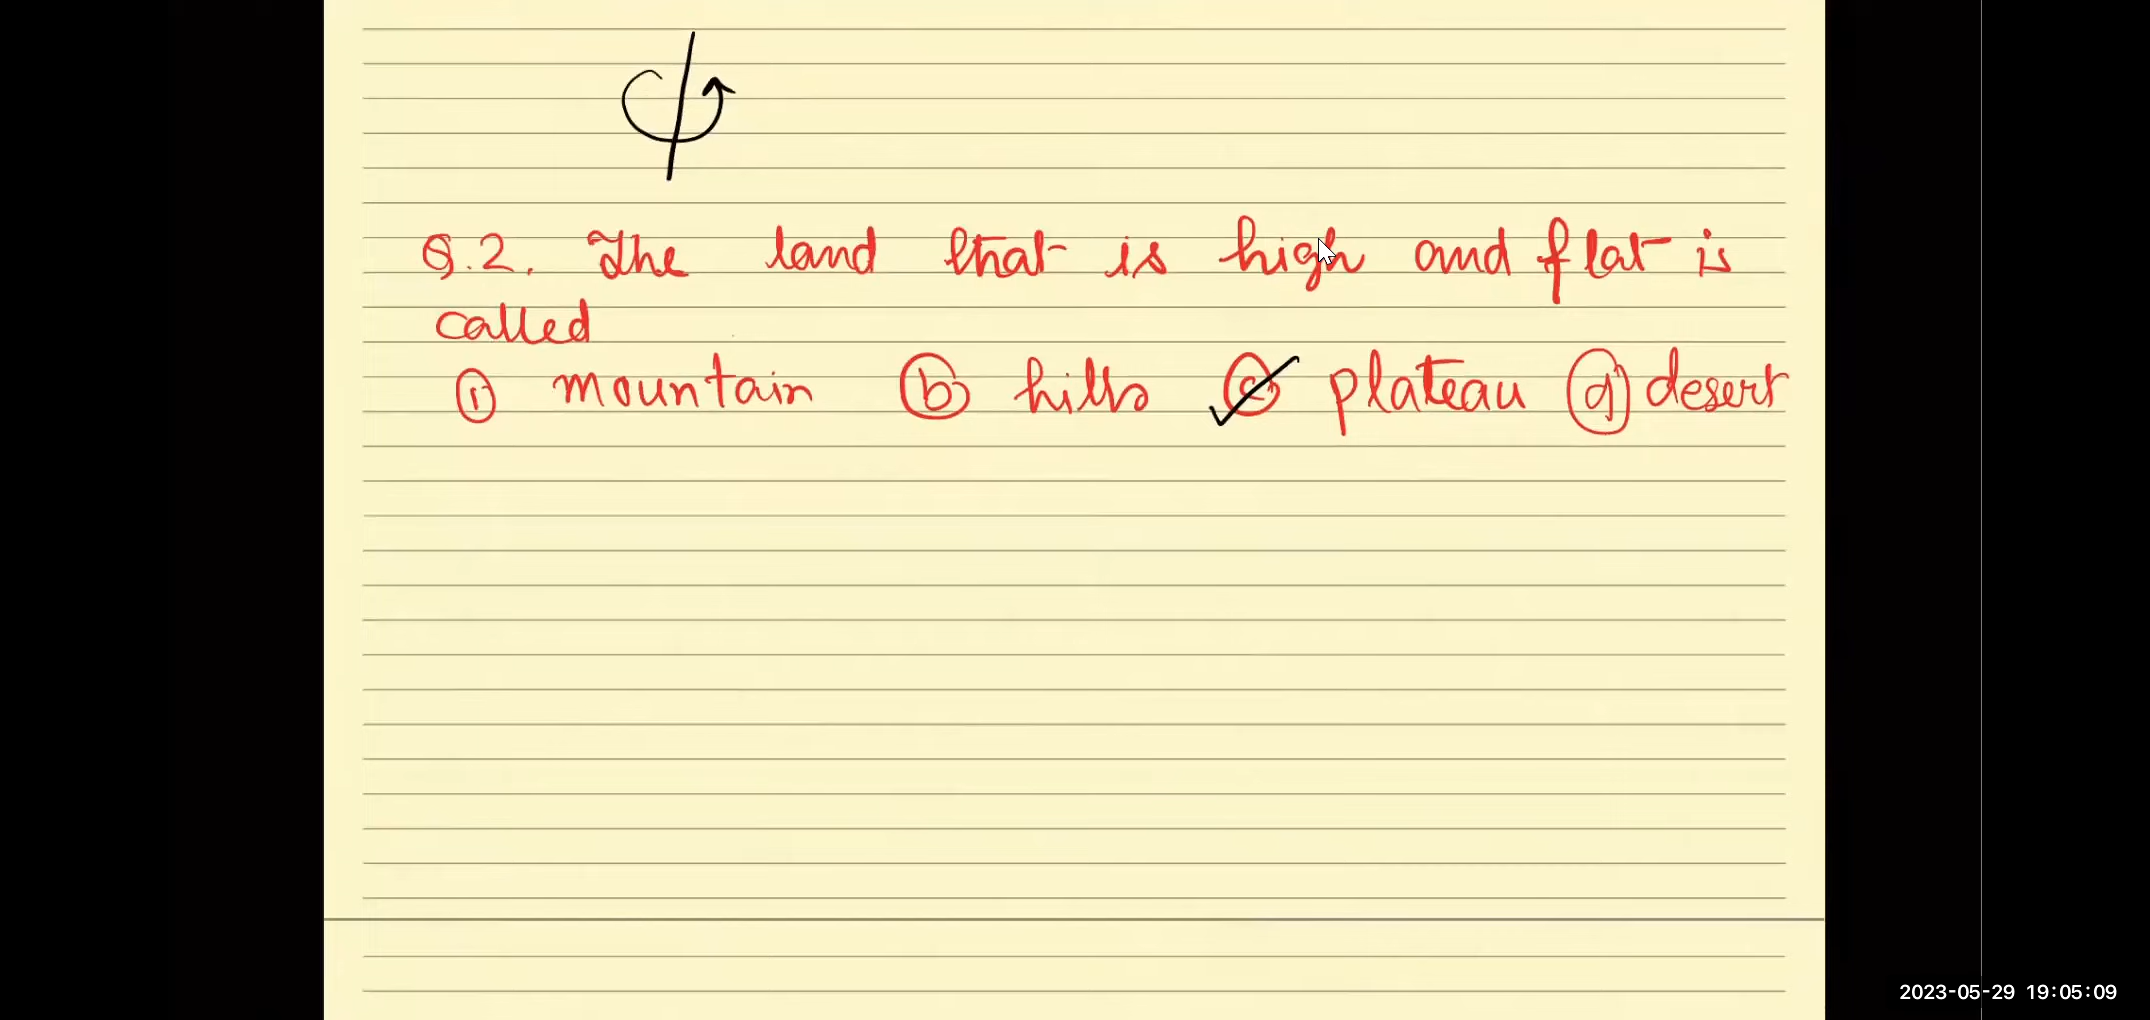 Q.2. The land that is high and flat is
called
① mountain ⓑ hills ⓒ plateau ⓓ desert
2023-05-29 19:05:09